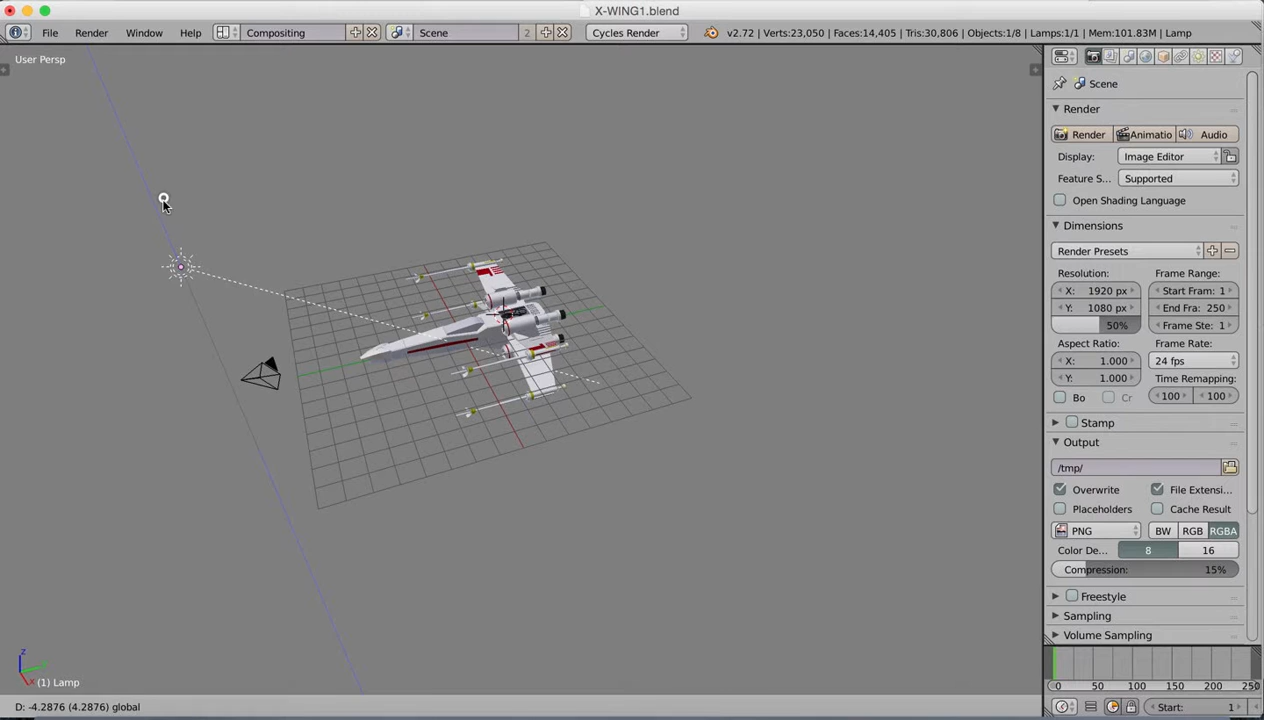 X-WING1.blend
File Render Window Help Compositing Scene 2 Cycles Render v2.72 | Verts:23,050 | Faces:14,405 | Tris:30,806 | Objects:1/8 | Lamps:1/1 | Mem:101.83M | Lamp
User Persp
Scene
Render
Render Animatio Audio
Display: Image Editor
Feature S... Supported
Open Shading Language
Dimensions
Render Presets
Resolution: Frame Range:
X: 1920 px Start Fram: 1
Y: 1080 px End Fra: 250
50% Frame Ste: 1
Aspect Ratio: Frame Rate:
X: 1.000 24 fps
Y: 1.000 Time Remapping:
Bo Cr 100 100
Stamp
Output
/tmp/
Overwrite File Extensi...
Placeholders Cache Result
PNG BW RGB RGBA
Color De... 8 16
Compression: 15%
Freestyle
Sampling
Volume Sampling
z
x
(1) Lamp
0 50 100 150 200 250
D: -4.2876 (4.2876) global
Start: 1